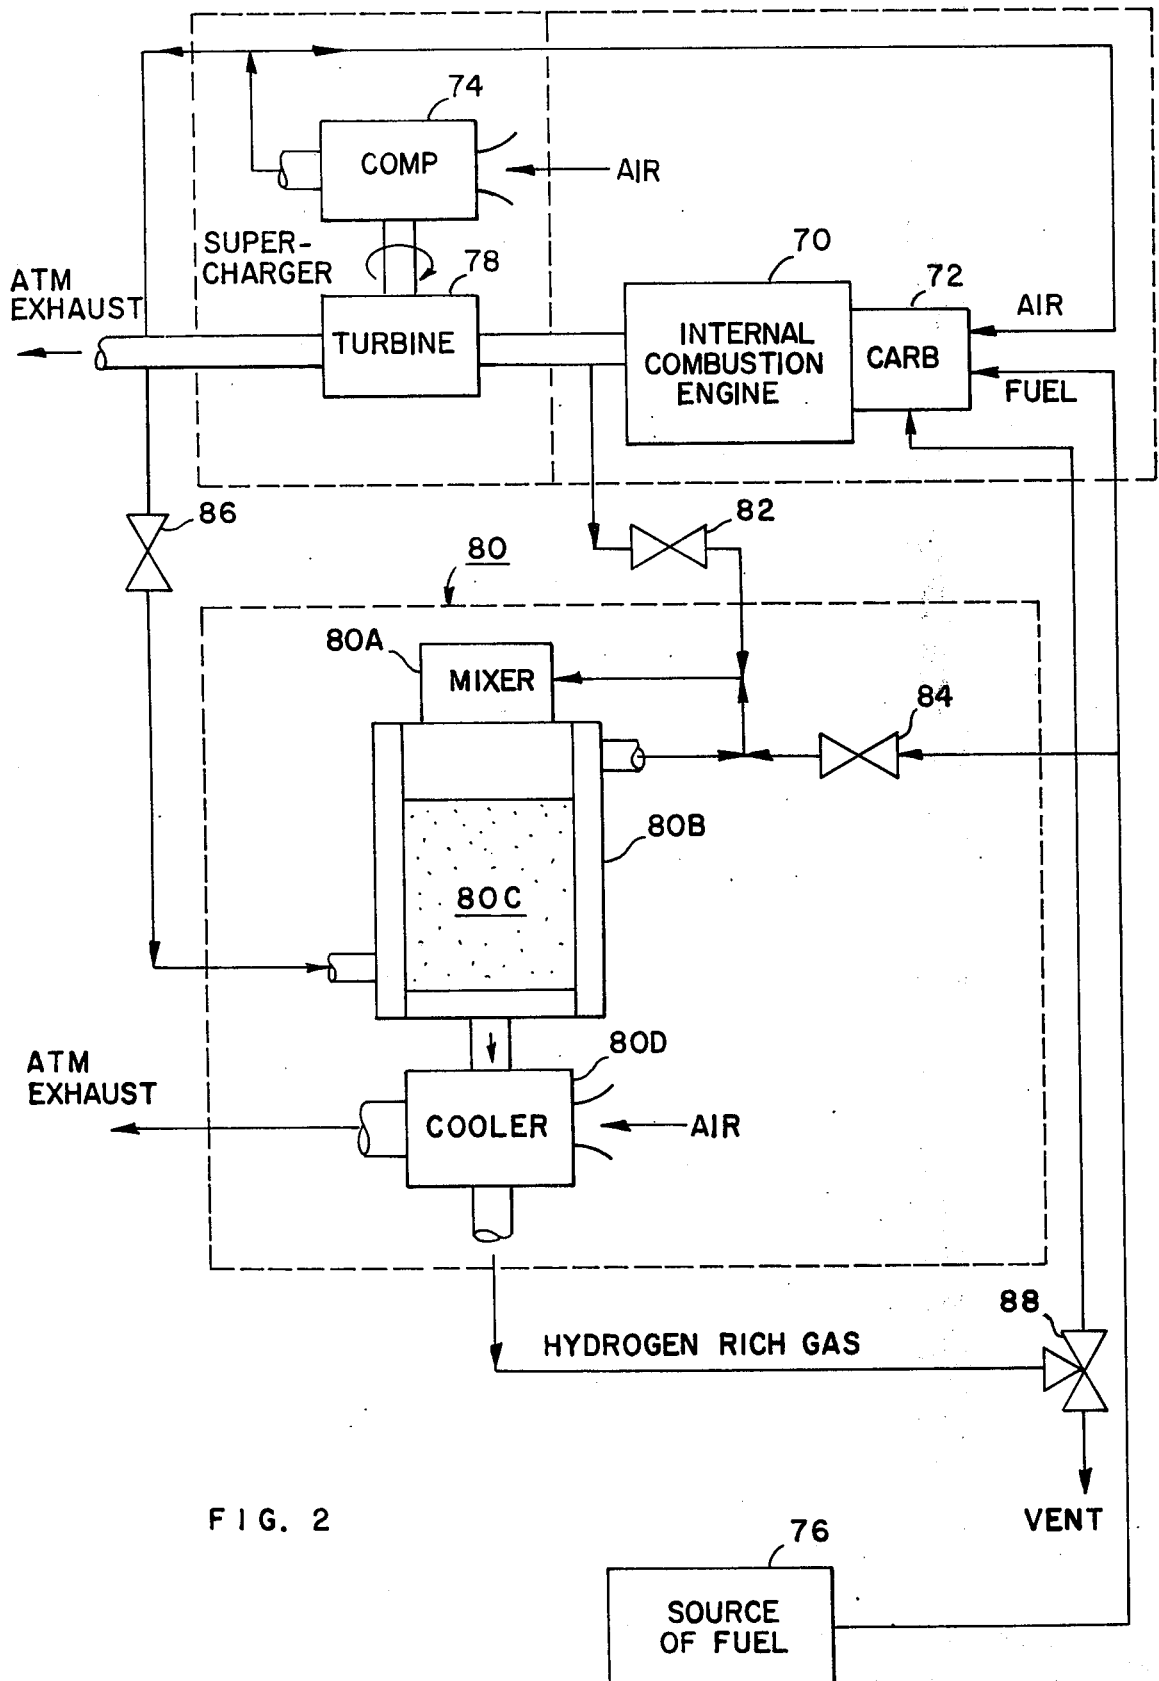 74
COMP
AIR
SUPER-
CHARGER
78
ATM
EXHAUST
TURBINE
70
INTERNAL
COMBUSTION
ENGINE
72
CARB
AIR
FUEL
86
82
80
80A
MIXER
84
80B
80C
80D
ATM
EXHAUST
COOLER
AIR
88
HYDROGEN RICH GAS
VENT
FIG. 2
76
SOURCE
OF FUEL